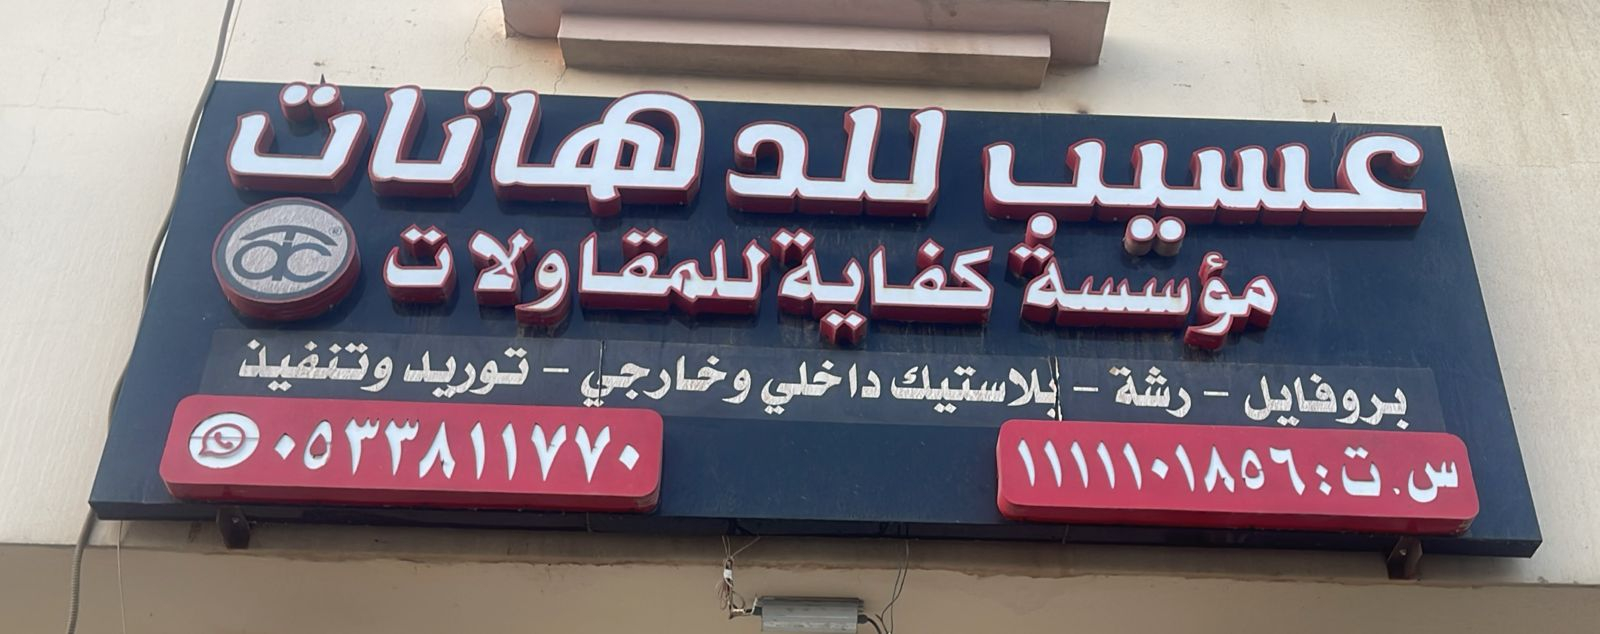 عسيب للدهانات
مؤسسة كفاية للمقاولات
بروفايل - رشة - بلاستيك داخلي وخارجي - توريد وتنفيذ
س.ت: ١١١١١٠١٨٥٦
٠٥٣٣٨١١٧٧٠